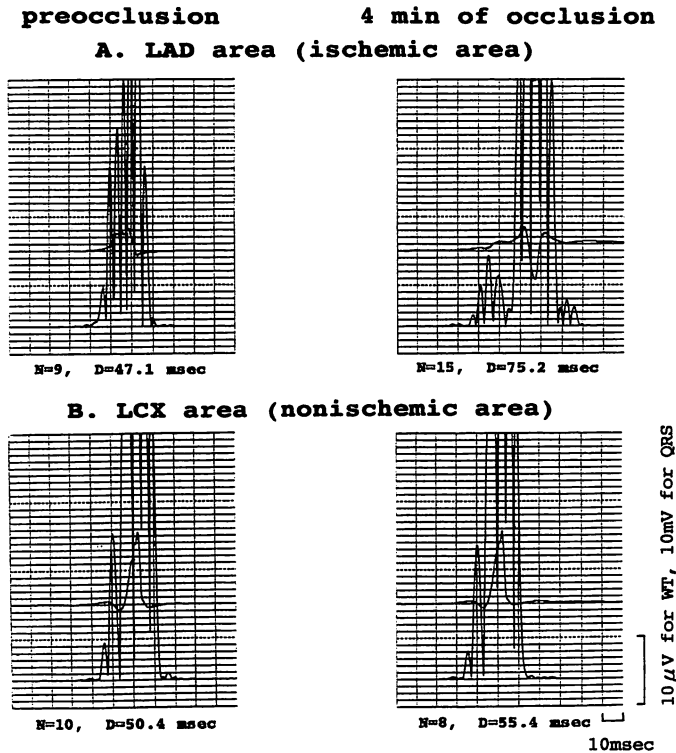 preocclusion 4 min of occlusion
A. LAD area (ischemic area)
N=9, D=47.1 msec N=15, D=75.2 msec
B. LCX area (nonischemic area)
N=10, D=50.4 msec N=8, D=55.4 msec
10μV for WT, 10mV for QRS
10msec